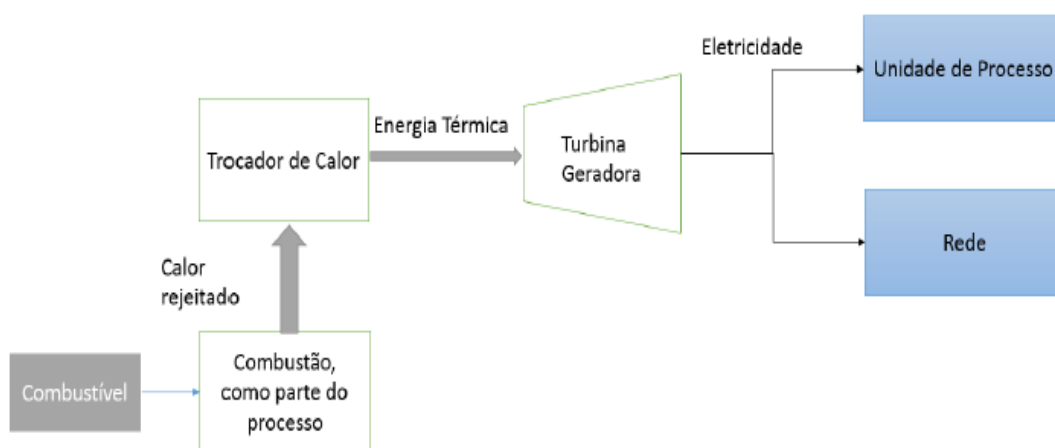 Eletricidade
Unidade de Processo
Energia Térmica
Trocador de Calor
Turbina
Geradora
Rede
Calor
rejeitado
Combustível
Combustão,
como parte do
processo